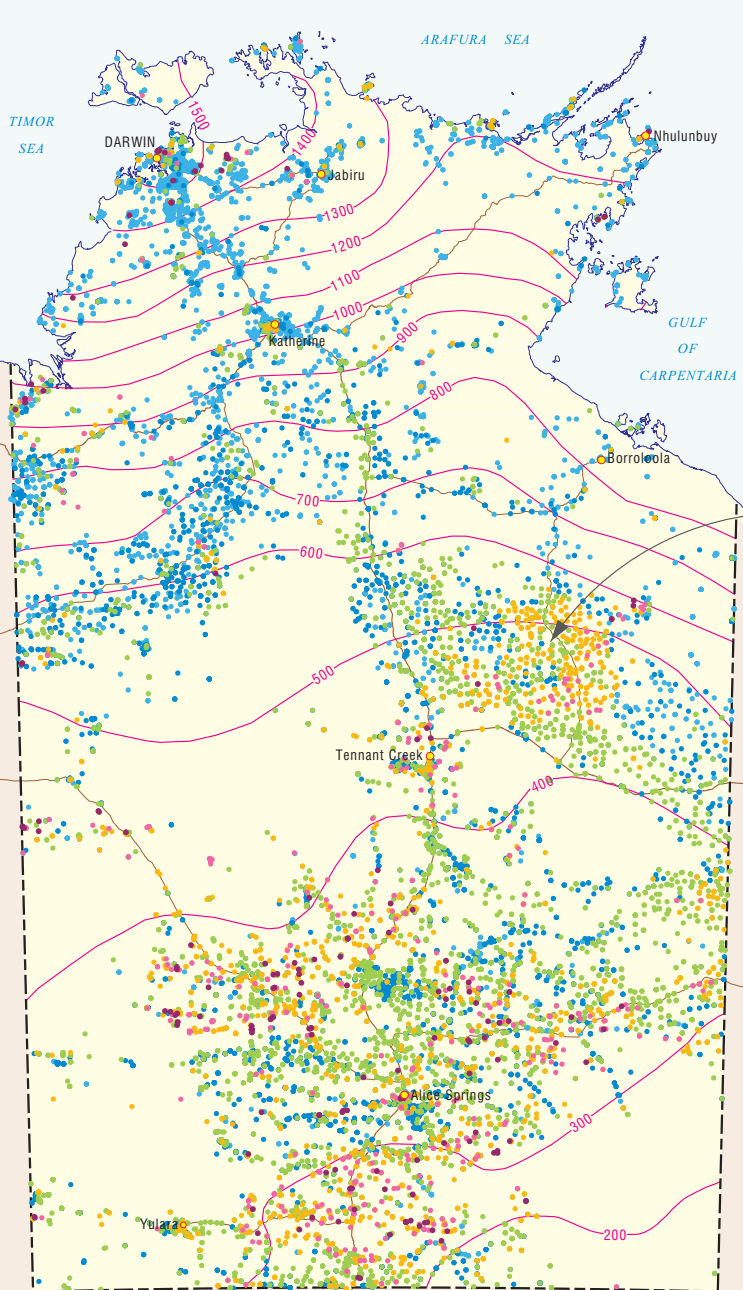 ARAFURA SEA
TIMOR
SEA
1500
DARWIN
1400
Nhulunbuy
Jabiru
1300
1200
1100
1000
900
Katherine
GULF
OF
CARPENTARIA
800
Borroloola
700
600
500
Tennant Creek
400
Alice Springs
300
Yulara
200